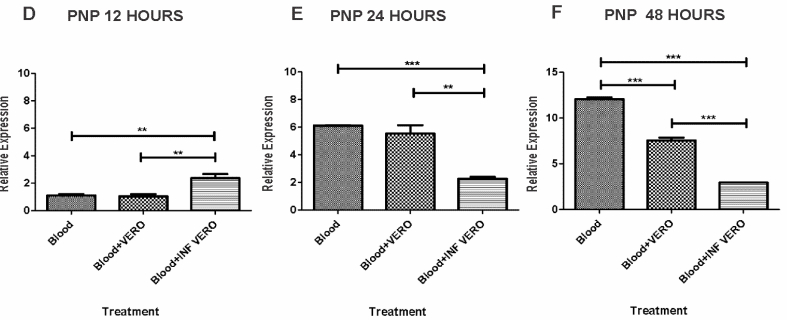 D PNP 12 HOURS
10
8
6
4
2
0
Relative Expression
**
**
Blood
Blood+VERO
Blood+INF VERO
Treatment
E PNP 24 HOURS
10
8
6
4
2
0
Relative Expression
***
**
Blood
Blood+VERO
Blood+INF VERO
Treatment
F PNP 48 HOURS
15
10
5
0
Relative Expression
***
***
***
Blood
Blood+VERO
Blood+INF VERO
Treatment